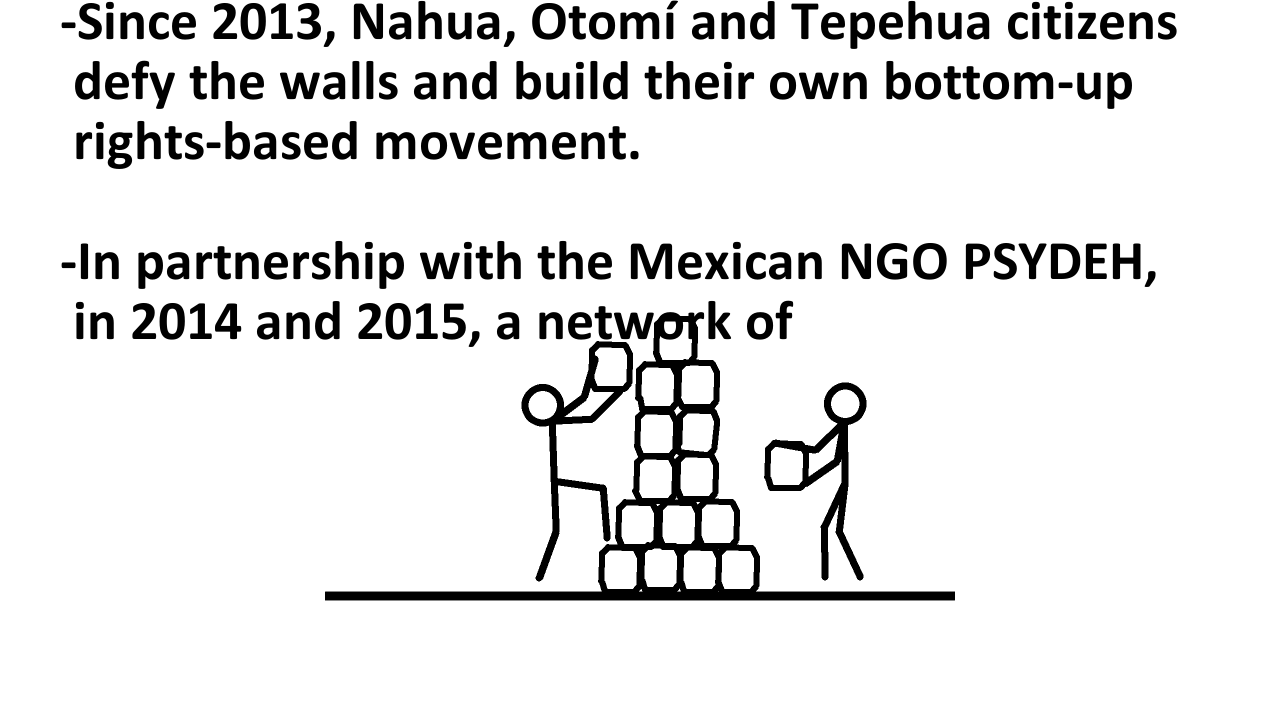 -Since 2013, Nahua, Otomí and Tepehua citizens
defy the walls and build their own bottom-up
rights-based movement.
-In partnership with the Mexican NGO PSYDEH,
in 2014 and 2015, a network of